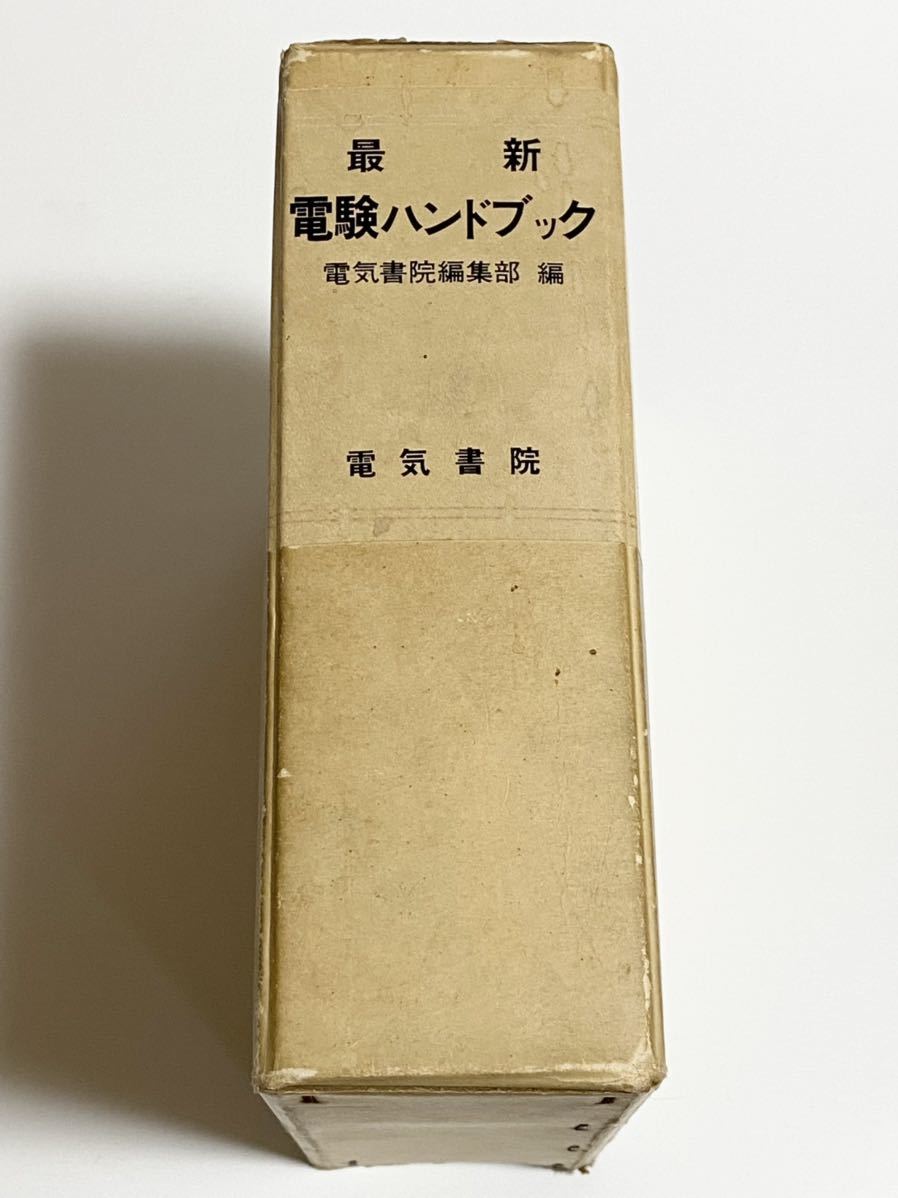 最 新
電験ハンドブック
電気書院編集部 編
電気書院